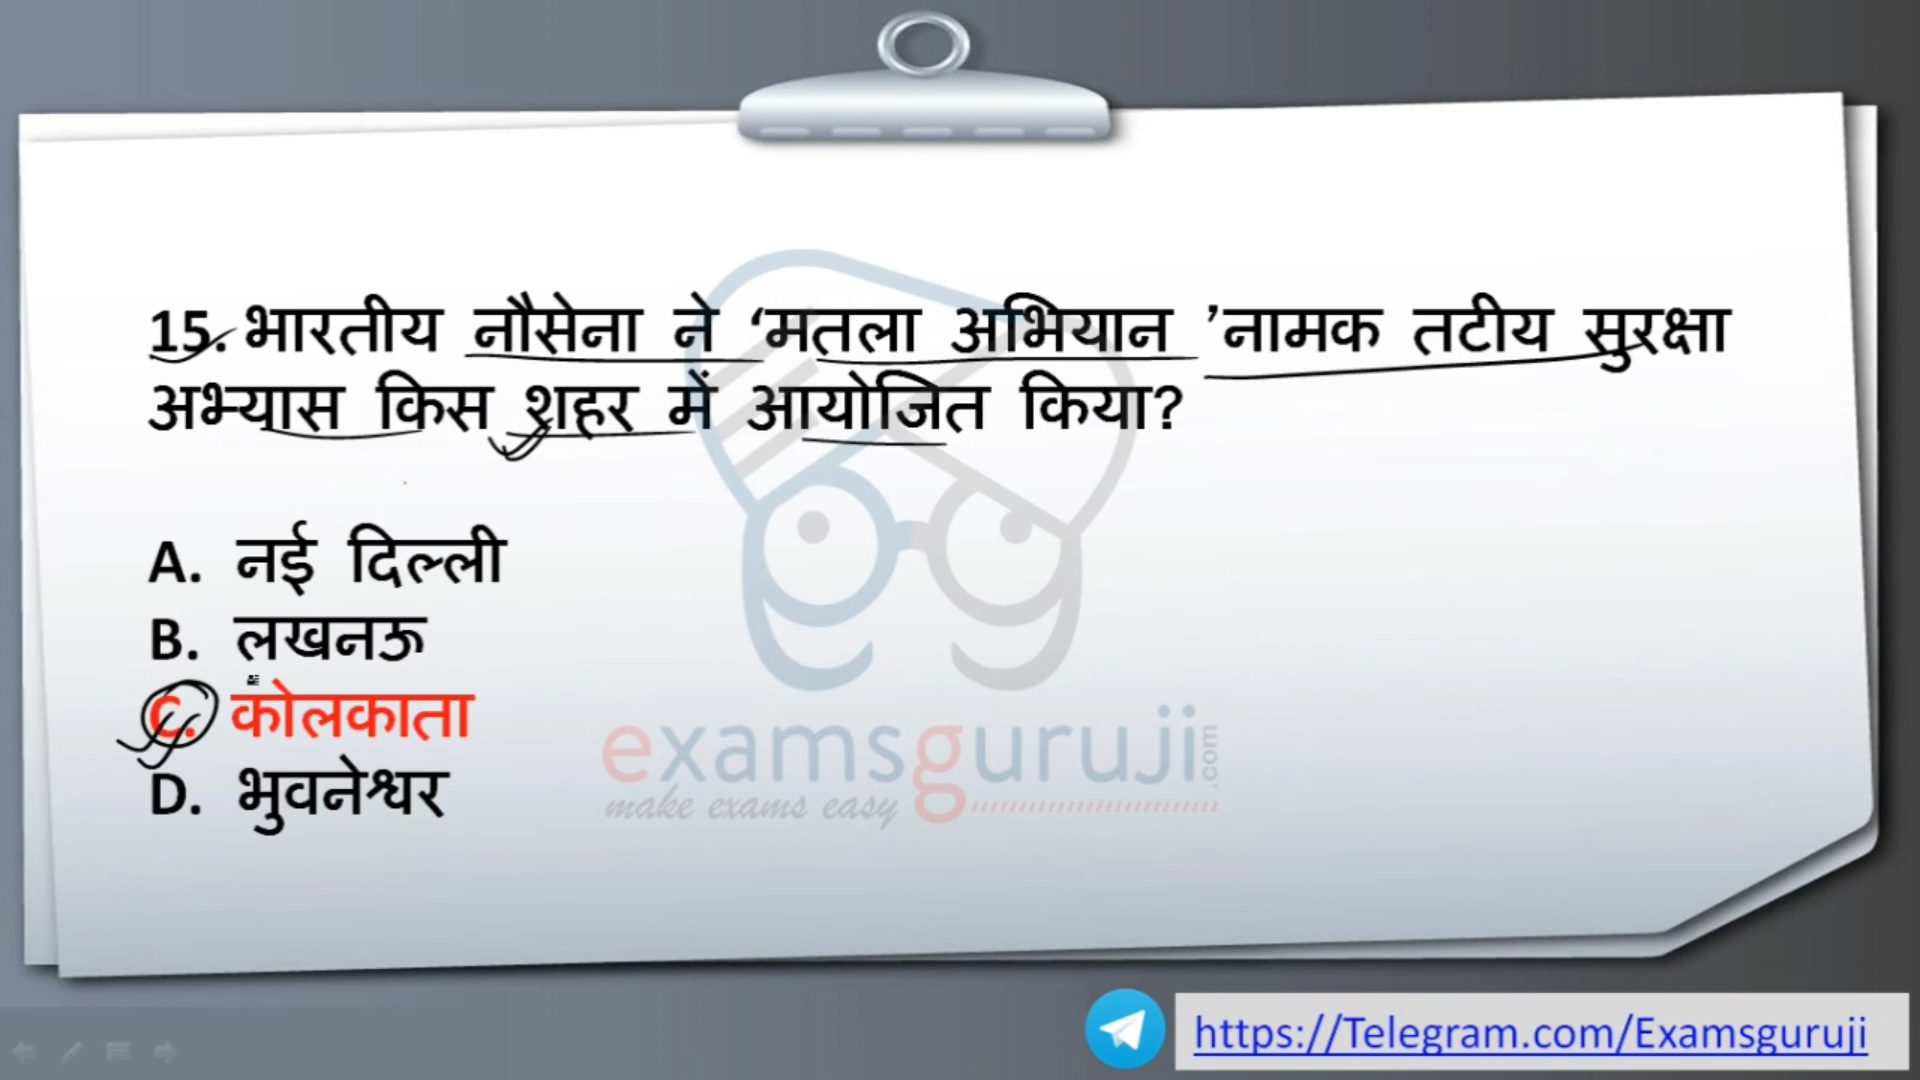 15. भारतीय नौसेना ने ‘मतला अभियान ’नामक तटीय सुरक्षा
अभ्यास किस शहर में आयोजित किया?
A. नई दिल्ली
B. लखनऊ
C. कोलकाता
D. भुवनेश्वर
examsguruji.com
make exams easy
https://Telegram.com/Examsguruji